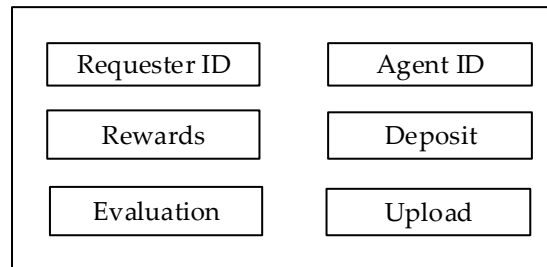 Requester ID
Agent ID
Rewards
Deposit
Evaluation
Upload